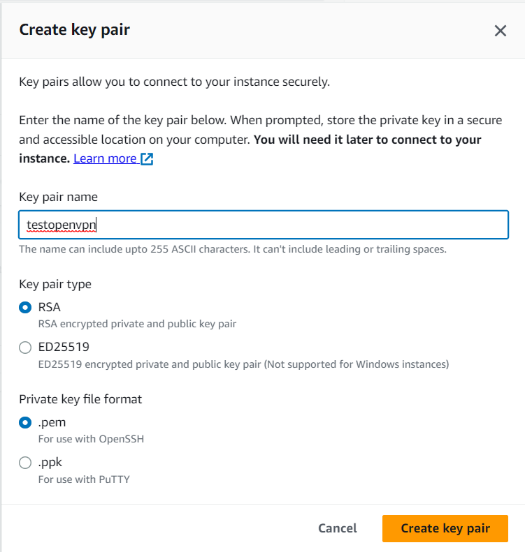 Create key pair
Key pairs allow you to connect to your instance securely.
Enter the name of the key pair below. When prompted, store the private key in a secure
and accessible location on your computer. You will need it later to connect to your
instance. Learn more
Key pair name
testopenvpn
The name can include upto 255 ASCII characters. It can't include leading or trailing spaces.
Key pair type
RSA
RSA encrypted private and public key pair
ED25519
ED25519 encrypted private and public key pair (Not supported for Windows instances)
Private key file format
.pem
For use with OpenSSH
.ppk
For use with PuTTY
Cancel
Create key pair